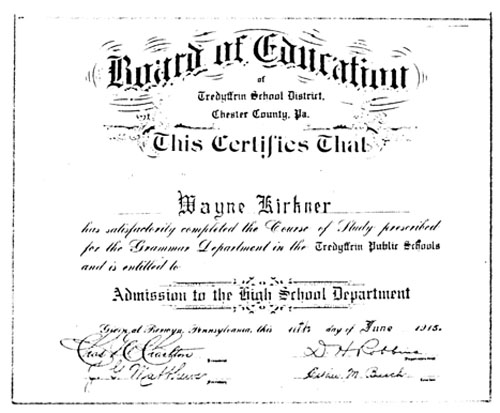 Board of Education
of
Tredyffrin School District,
Chester County, Pa.
This Certifies That
Wayne Kirkner
has satisfactorily completed the Course of Study prescribed
for the Grammar Department in the Tredyffrin Public Schools
and is entitled to
Admission to the High School Department
Given at Berwyn, Pennsylvania, this day of June 1915.
D. H. Robbins
J. G. Matthews